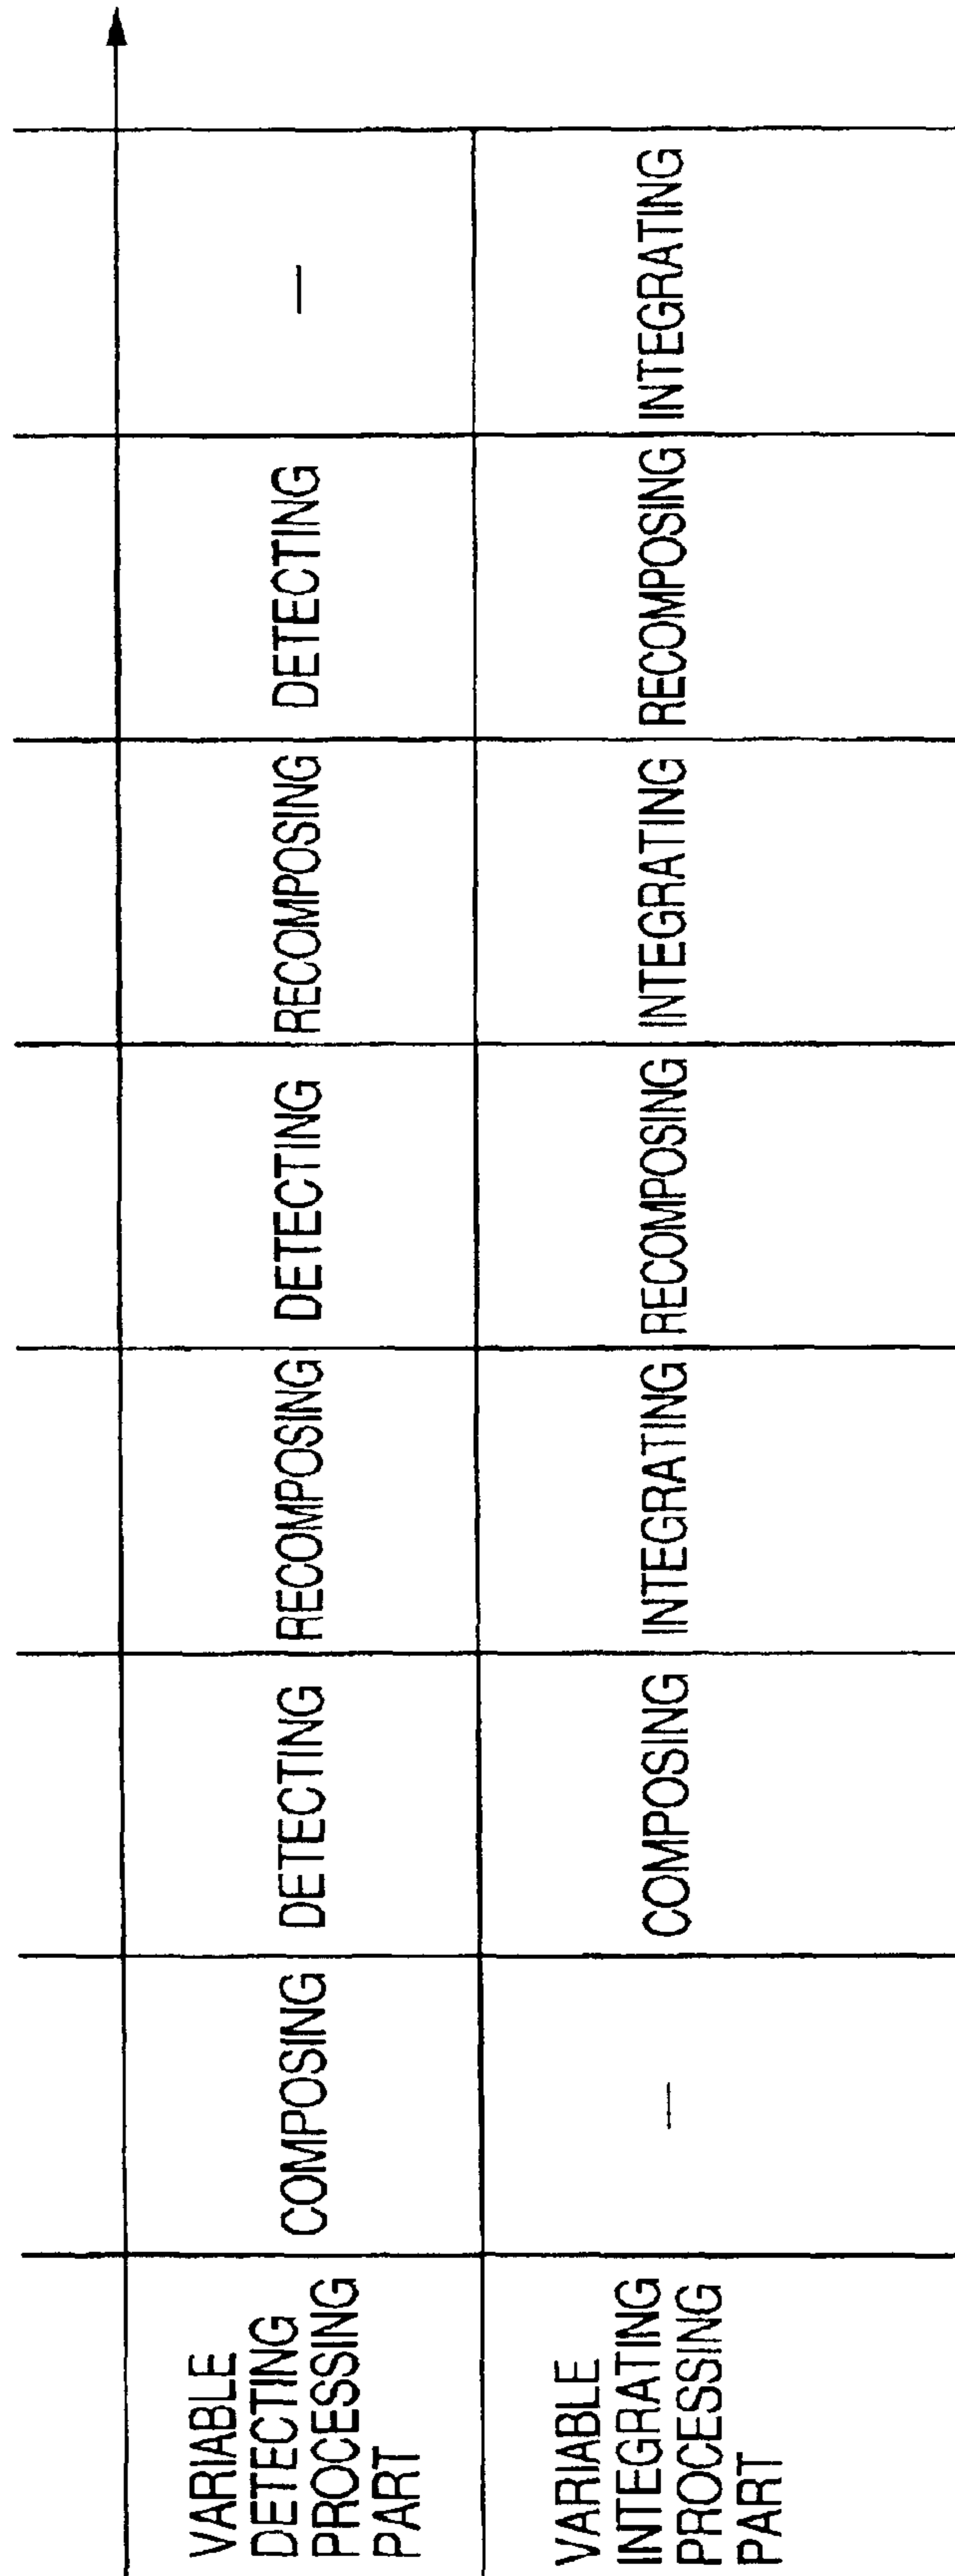 VARIABLE
DETECTING
PROCESSING
PART
COMPOSING
DETECTING
RECOMPOSING
DETECTING
RECOMPOSING
DETECTING
—
VARIABLE
INTEGRATING
PROCESSING
PART
—
COMPOSING
INTEGRATING
RECOMPOSING
INTEGRATING
RECOMPOSING
INTEGRATING